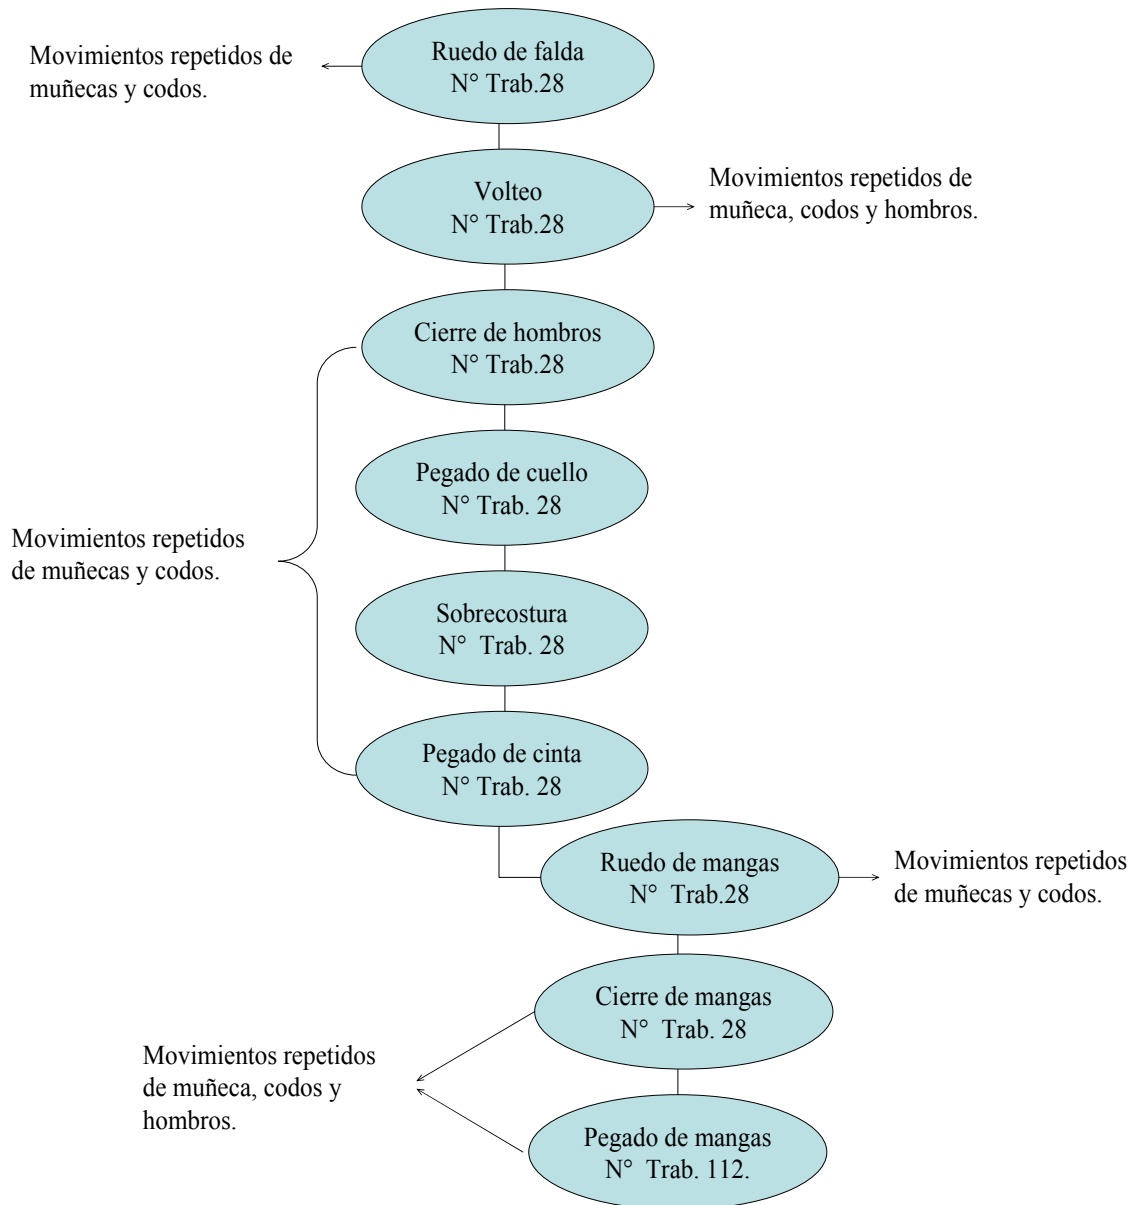 Movimientos repetidos de
muñecas y codos.
Ruedo de falda
N° Trab.28
Volteo
N° Trab.28
Movimientos repetidos de
muñeca, codos y hombros.
Cierre de hombros
N° Trab.28
Pegado de cuello
N° Trab. 28
Movimientos repetidos
de muñecas y codos.
Sobrecostura
N° Trab. 28
Pegado de cinta
N° Trab. 28
Ruedo de mangas
N° Trab.28
Movimientos repetidos
de muñecas y codos.
Cierre de mangas
N° Trab. 28
Movimientos repetidos
de muñeca, codos y
hombros.
Pegado de mangas
N° Trab. 112.